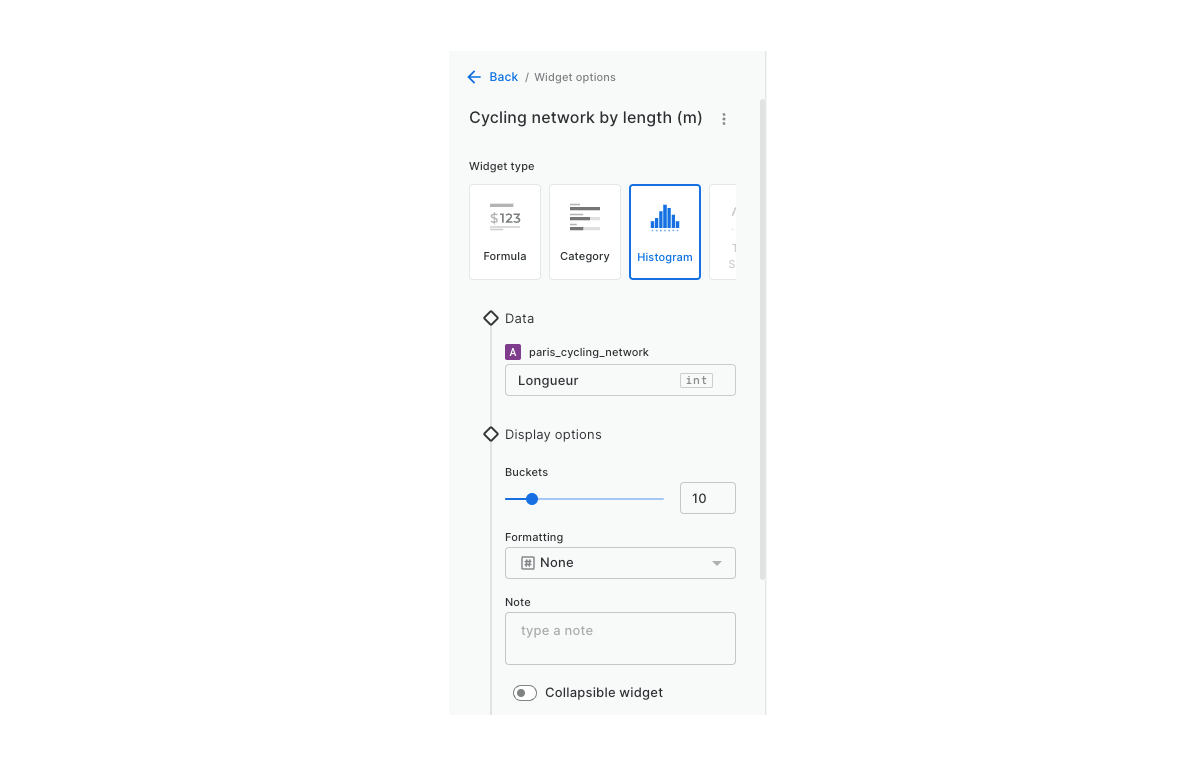 Back / Widget options
Cycling network by length (m)
Widget type
$123
Formula Category Histogram
Data
A paris_cycling_network
Longueur int
Display options
Buckets
10
Formatting
# None
Note
type a note
Collapsible widget